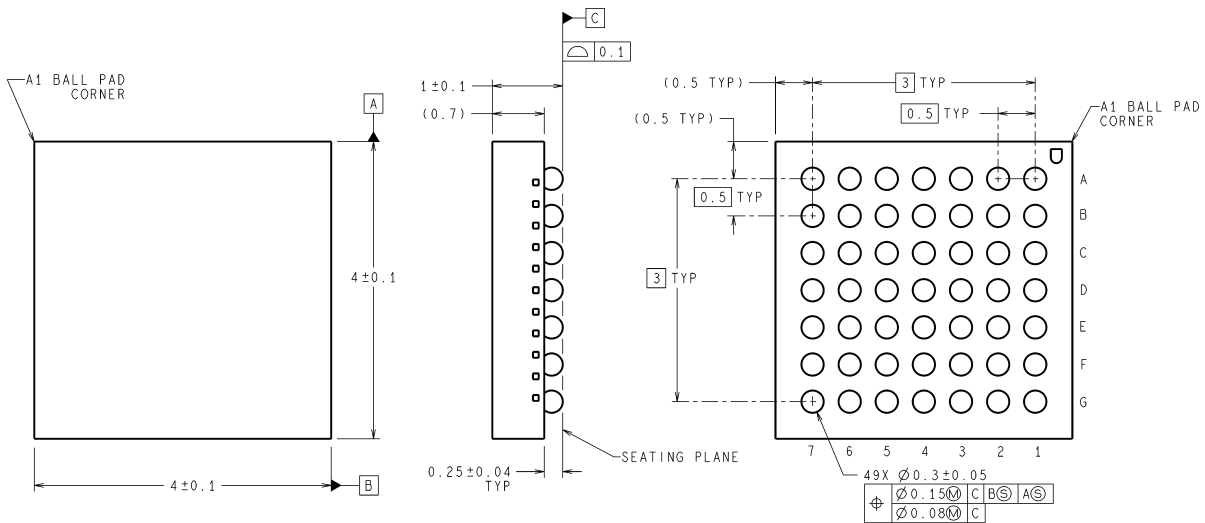 A1 BALL PAD
CORNER
A
4±0.1
4±0.1
B
C
0.1
1±0.1
(0.7)
0.25±0.04
TYP
SEATING PLANE
(0.5 TYP)
3 TYP
0.5 TYP
(0.5 TYP)
0.5 TYP
3 TYP
A1 BALL PAD
CORNER
A
B
C
D
E
F
G
7 6 5 4 3 2 1
49X Ø0.3±0.05
⌖ Ø0.15Ⓜ C BⓈ AⓈ
Ø0.08Ⓜ C